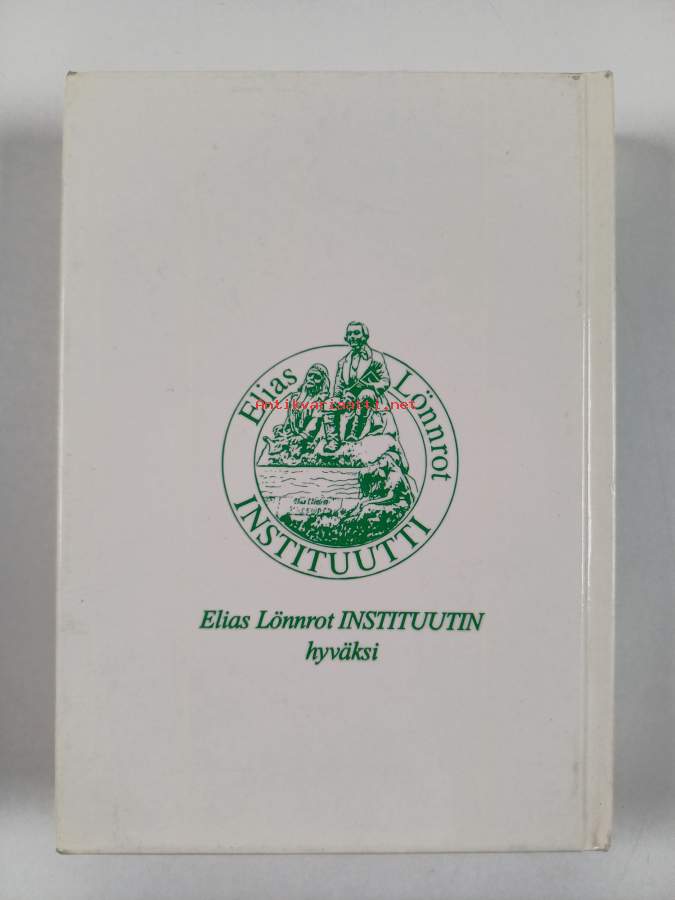 Elias Lönnrot
Antikvariaatti.net
INSTITUUTTI
Elias Lönnrot INSTITUUTIN
hyväksi